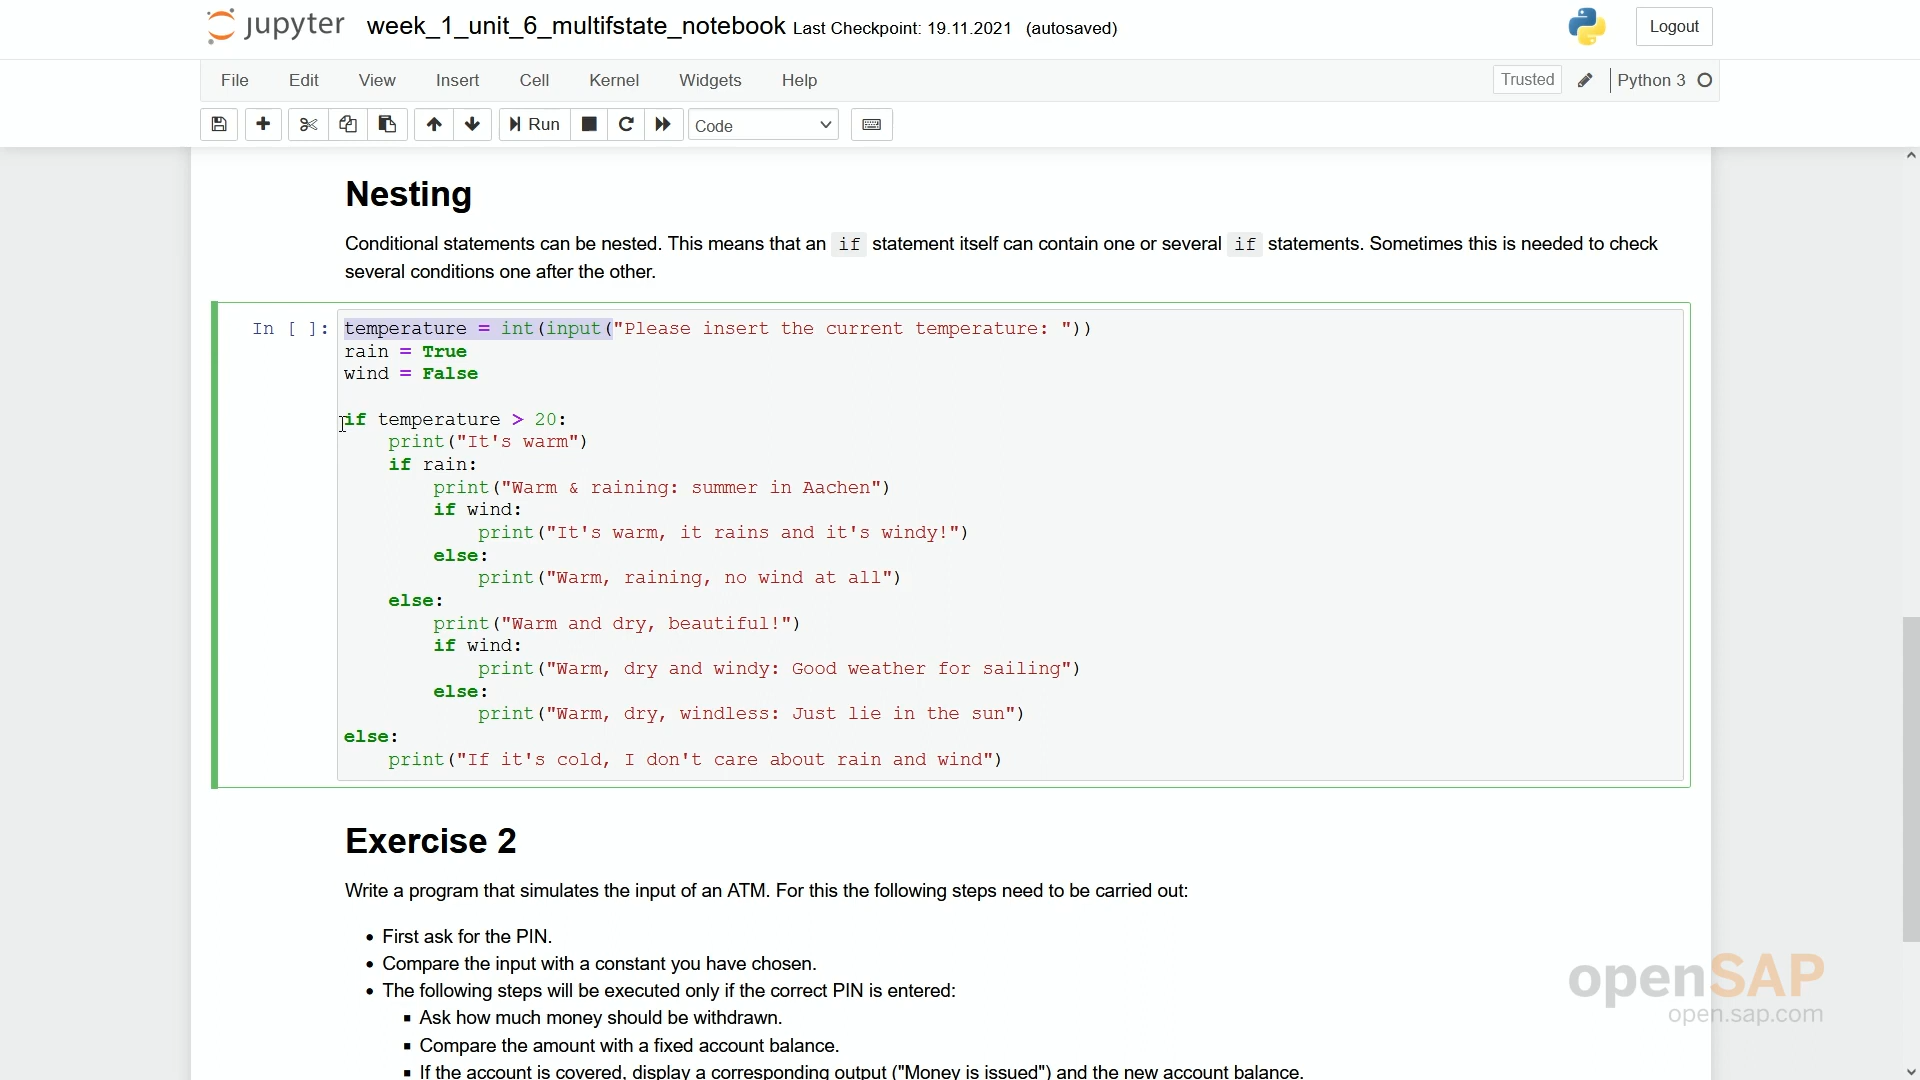 jupyter week_1_unit_6_multifstate_notebook Last Checkpoint: 19.11.2021 (autosaved) Logout
File Edit View Insert Cell Kernel Widgets Help Trusted Python 3
Run Code
Nesting
Conditional statements can be nested. This means that an if statement itself can contain one or several if statements. Sometimes this is needed to check
several conditions one after the other.
In [ ]: temperature = int(input("Please insert the current temperature: "))
rain = True
wind = False
if temperature > 20:
    print("It's warm")
    if rain:
        print("Warm & raining: summer in Aachen")
        if wind:
            print("It's warm, it rains and it's windy!")
        else:
            print("Warm, raining, no wind at all")
    else:
        print("Warm and dry, beautiful!")
        if wind:
            print("Warm, dry and windy: Good weather for sailing")
        else:
            print("Warm, dry, windless: Just lie in the sun")
else:
    print("If it's cold, I don't care about rain and wind")
Exercise 2
Write a program that simulates the input of an ATM. For this the following steps need to be carried out:
• First ask for the PIN.
• Compare the input with a constant you have chosen.
• The following steps will be executed only if the correct PIN is entered:
▪ Ask how much money should be withdrawn.
▪ Compare the amount with a fixed account balance.
▪ If the account is covered, display a corresponding output ("Money is issued") and the new account balance.
openSAP
open.sap.com